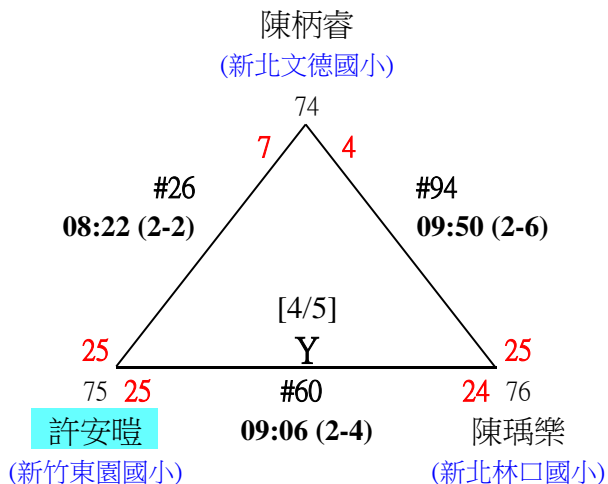 陳柄睿
(新北文德國小)
74
7 4
#26 #94
08:22 (2-2) 09:50 (2-6)
[4/5]
25 Y 25
75 25 #60 24 76
許安暟 09:06 (2-4) 陳瑀樂
(新竹東園國小) (新北林口國小)